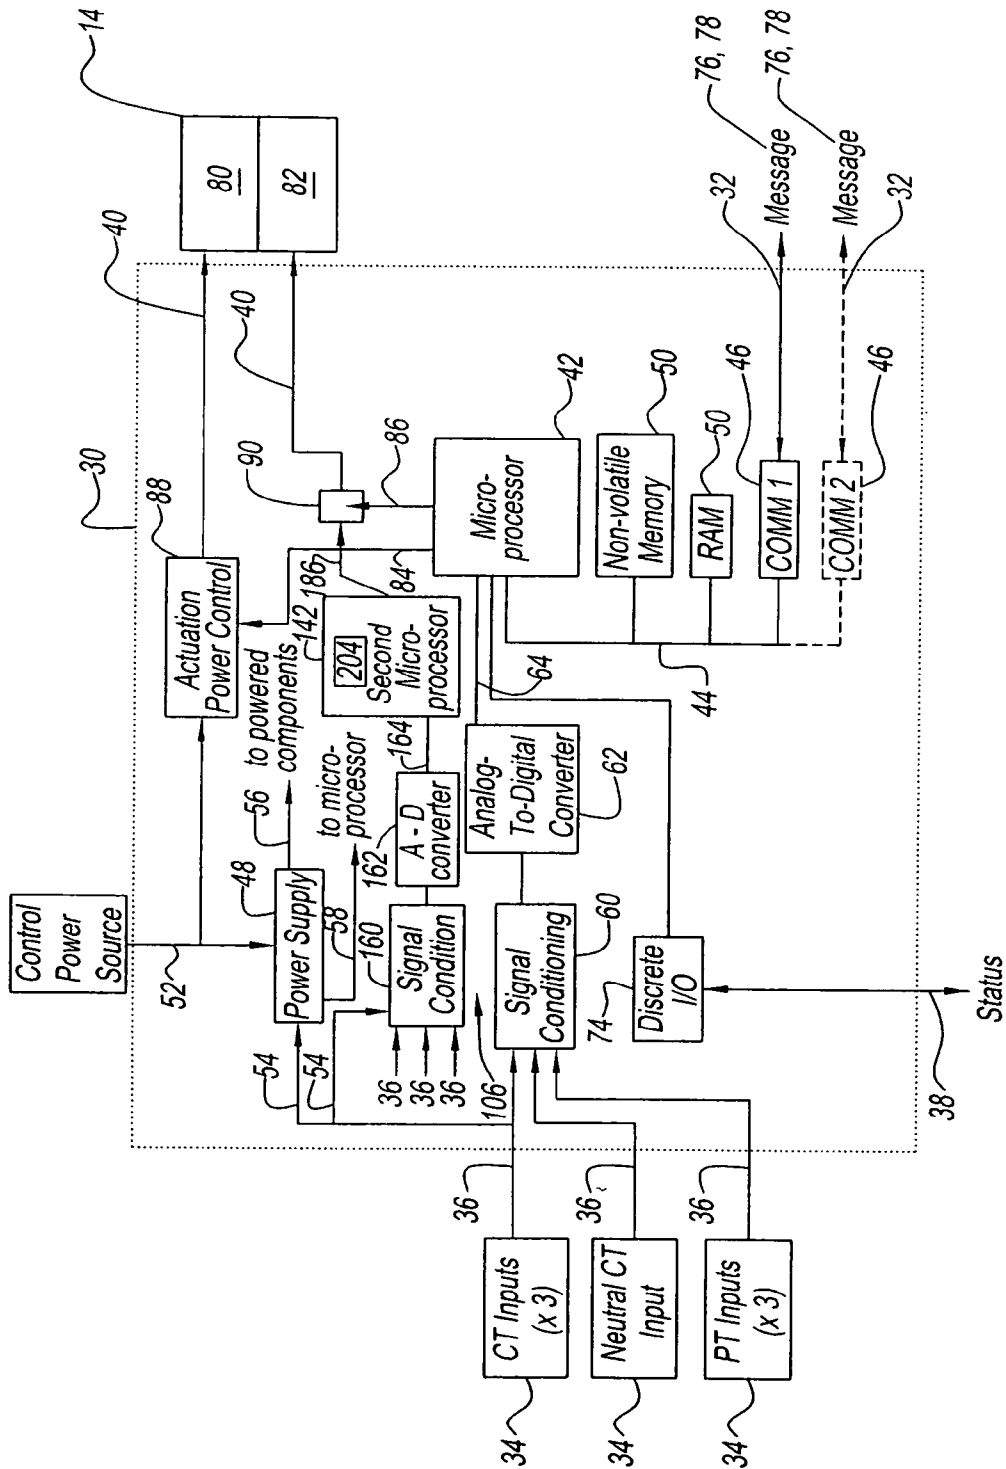 Control
Power
Source
52
30
88
Actuation
Power Control
40
80
82
14
54
54
48
Power Supply
56
to powered
components
58
to micro-
processor
40
90
36
36
36
160
Signal
Condition
162
A - D
converter
164
142
204
Second
Micro-
processor
186
84
86
106
34
CT Inputs
(x 3)
36
Signal
Conditioning
60
Analog-
To-Digital
Converter
62
64
Micro-
processor
42
34
Neutral CT
Input
36
74
Discrete
I/O
44
Non-volatile
Memory
50
34
PT Inputs
(x 3)
36
RAM
50
COMM 1
46
32
Message
76, 78
COMM 2
46
32
Message
76, 78
38
Status